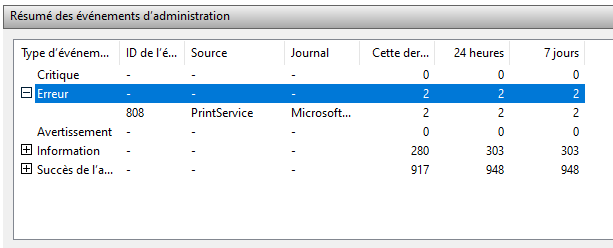 Résumé des événements d'administration
Type d'événem... ID de l'é... Source Journal Cette der... 24 heures 7 jours
Critique - - - 0 0 0
Erreur - - - 2 2 2
808 PrintService Microsoft... 2 2 2
Avertissement - - - 0 0 0
Information - - - 280 303 303
Succès de l'a... - - - 917 948 948